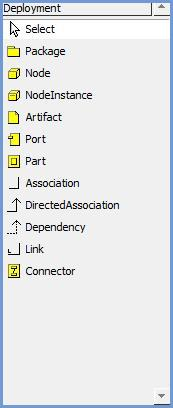 Deployment
Select
Package
Node
NodeInstance
Artifact
Port
Part
Association
DirectedAssociation
Dependency
Link
Connector